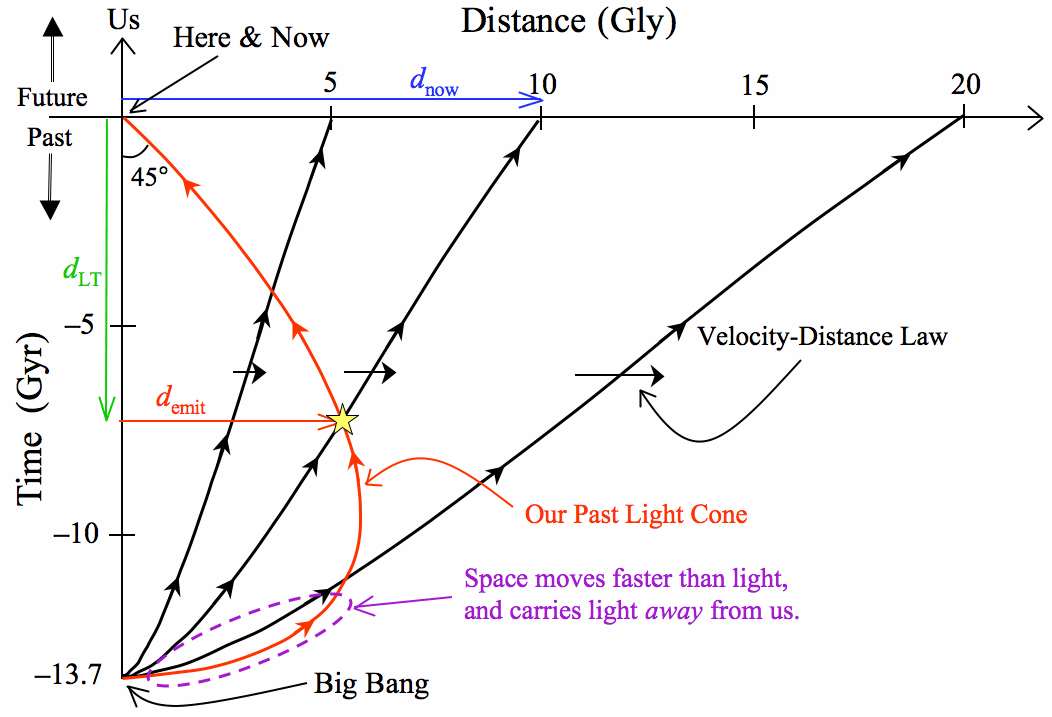 Us
Distance (Gly)
Here & Now
Future
Past
5
d_now
10
15
20
45°
d_LT
–5
Velocity-Distance Law
d_emit
Time (Gyr)
Our Past Light Cone
–10
Space moves faster than light,
and carries light away from us.
–13.7
Big Bang